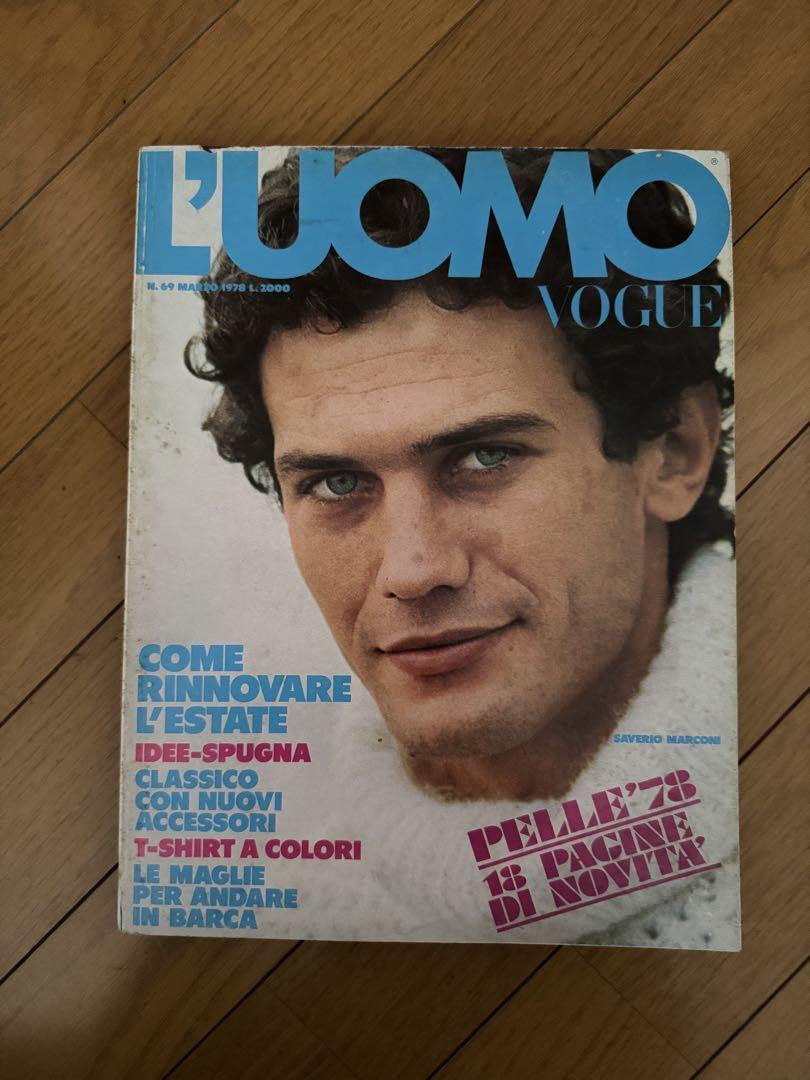 L'UOMO
®
VOGUE
N. 69 MARZO 1978 L. 2000
COME
RINNOVARE
L'ESTATE
IDEE-SPUGNA
CLASSICO
CON NUOVI
ACCESSORI
T-SHIRT A COLORI
LE MAGLIE
PER ANDARE
IN BARCA
SAVERIO MARCONI
PELLE '78
18 PAGINE
DI NOVITA'